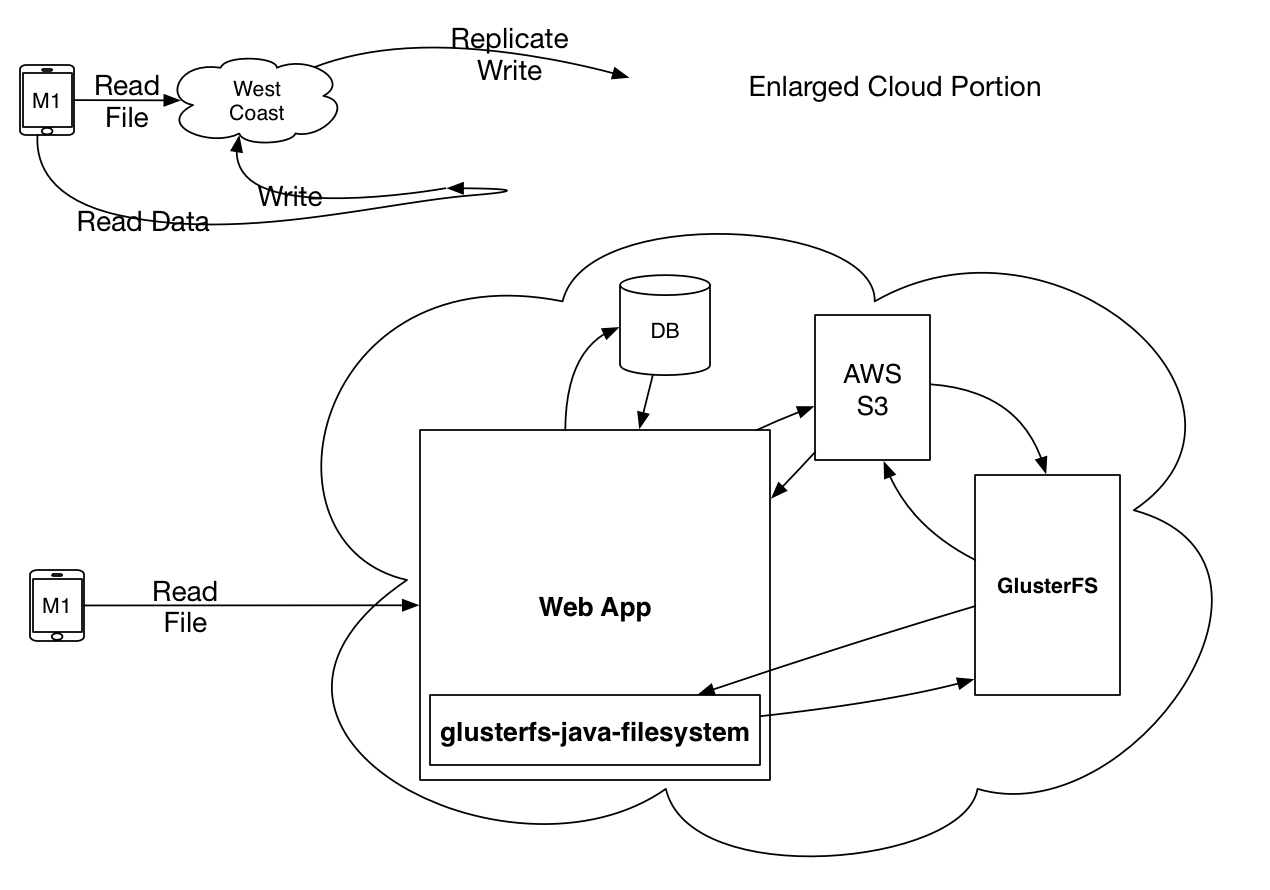 Replicate
Write
M1
Read
File
West
Coast
Enlarged Cloud Portion
Write
Read Data
DB
AWS
S3
GlusterFS
M1
Read
File
Web App
glusterfs-java-filesystem